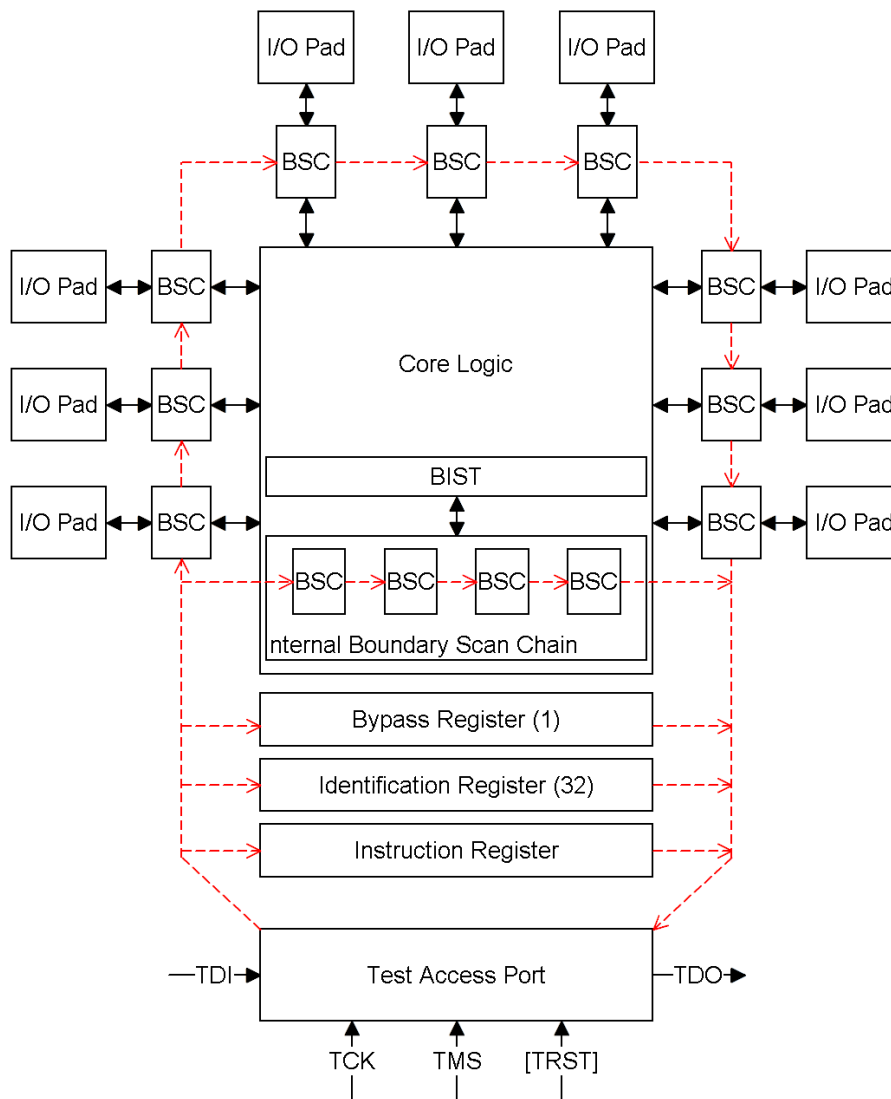 I/O Pad I/O Pad I/O Pad
BSC BSC BSC
I/O Pad BSC BSC I/O Pad
Core Logic
I/O Pad BSC BSC I/O Pad
BIST
I/O Pad BSC BSC I/O Pad
BSC BSC BSC BSC
nternal Boundary Scan Chain
Bypass Register (1)
Identification Register (32)
Instruction Register
TDI Test Access Port TDO
TCK TMS [TRST]